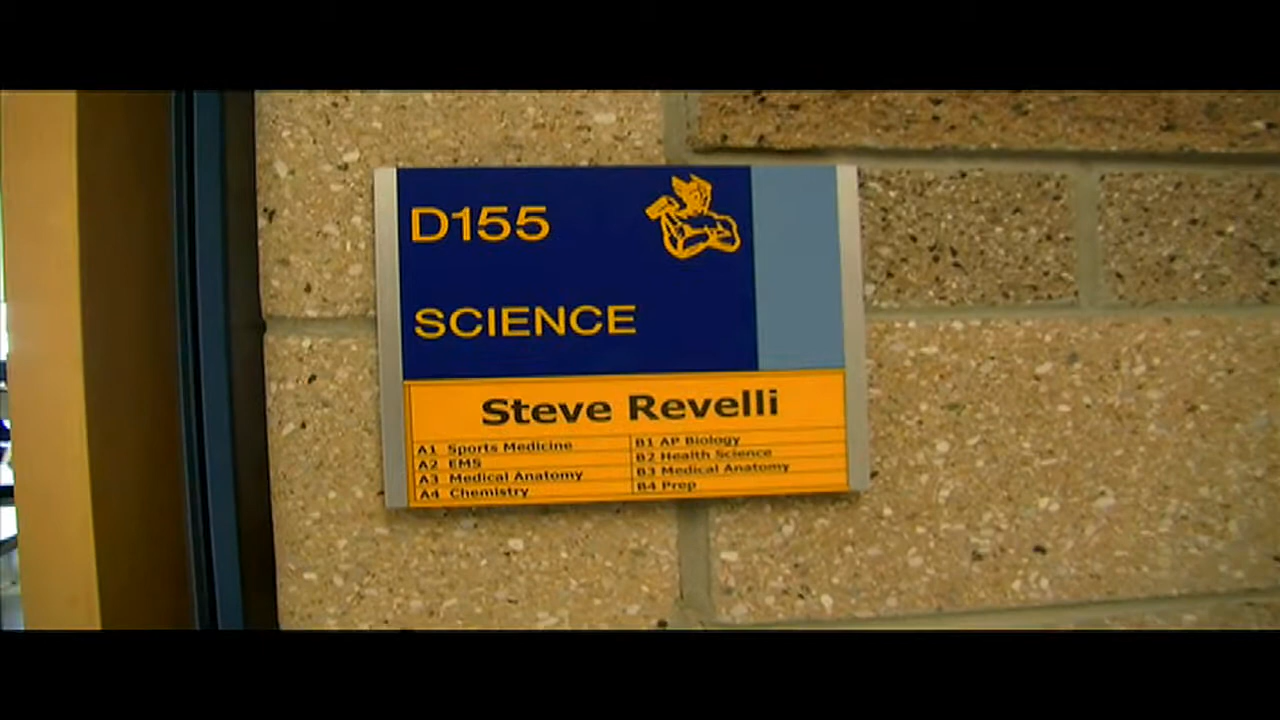 D155
SCIENCE
Steve Revelli
A1 Sports Medicine
A2 EMS
A3 Medical Anatomy
A4 Chemistry
B1 AP Biology
B2 Health Science
B3 Medical Anatomy
B4 Prep